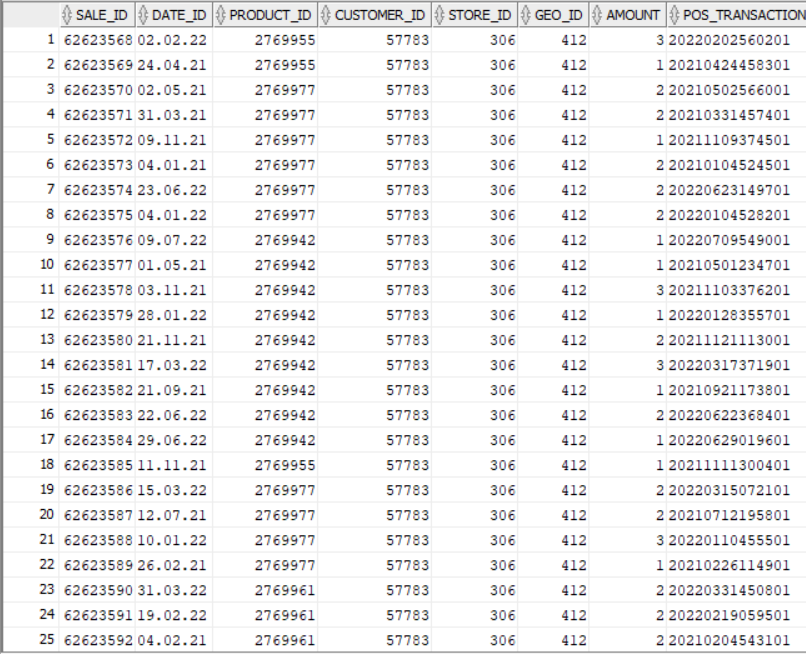 SALE_ID DATE_ID PRODUCT_ID CUSTOMER_ID STORE_ID GEO_ID AMOUNT POS_TRANSACTION
1 62623568 02.02.22 2769955 57783 306 412 3 20220202560201
2 62623569 24.04.21 2769955 57783 306 412 1 20210424458301
3 62623570 02.05.21 2769977 57783 306 412 2 20210502566001
4 62623571 31.03.21 2769977 57783 306 412 2 20210331457401
5 62623572 09.11.21 2769977 57783 306 412 1 20211109374501
6 62623573 04.01.21 2769977 57783 306 412 2 20210104524501
7 62623574 23.06.22 2769977 57783 306 412 2 20220623149701
8 62623575 04.01.22 2769977 57783 306 412 2 20220104528201
9 62623576 09.07.22 2769942 57783 306 412 1 20220709549001
10 62623577 01.05.21 2769942 57783 306 412 1 20210501234701
11 62623578 03.11.21 2769942 57783 306 412 3 20211103376201
12 62623579 28.01.22 2769942 57783 306 412 1 20220128355701
13 62623580 21.11.21 2769942 57783 306 412 2 20211121113001
14 62623581 17.03.22 2769942 57783 306 412 3 20220317371901
15 62623582 21.09.21 2769942 57783 306 412 1 20210921173801
16 62623583 22.06.22 2769942 57783 306 412 2 20220622368401
17 62623584 29.06.22 2769942 57783 306 412 1 20220629019601
18 62623585 11.11.21 2769955 57783 306 412 1 20211111300401
19 62623586 15.03.22 2769977 57783 306 412 2 20220315072101
20 62623587 12.07.21 2769977 57783 306 412 2 20210712195801
21 62623588 10.01.22 2769977 57783 306 412 3 20220110455501
22 62623589 26.02.21 2769977 57783 306 412 1 20210226114901
23 62623590 31.03.22 2769961 57783 306 412 2 20220331450801
24 62623591 19.02.22 2769961 57783 306 412 2 20220219059501
25 62623592 04.02.21 2769961 57783 306 412 2 20210204543101